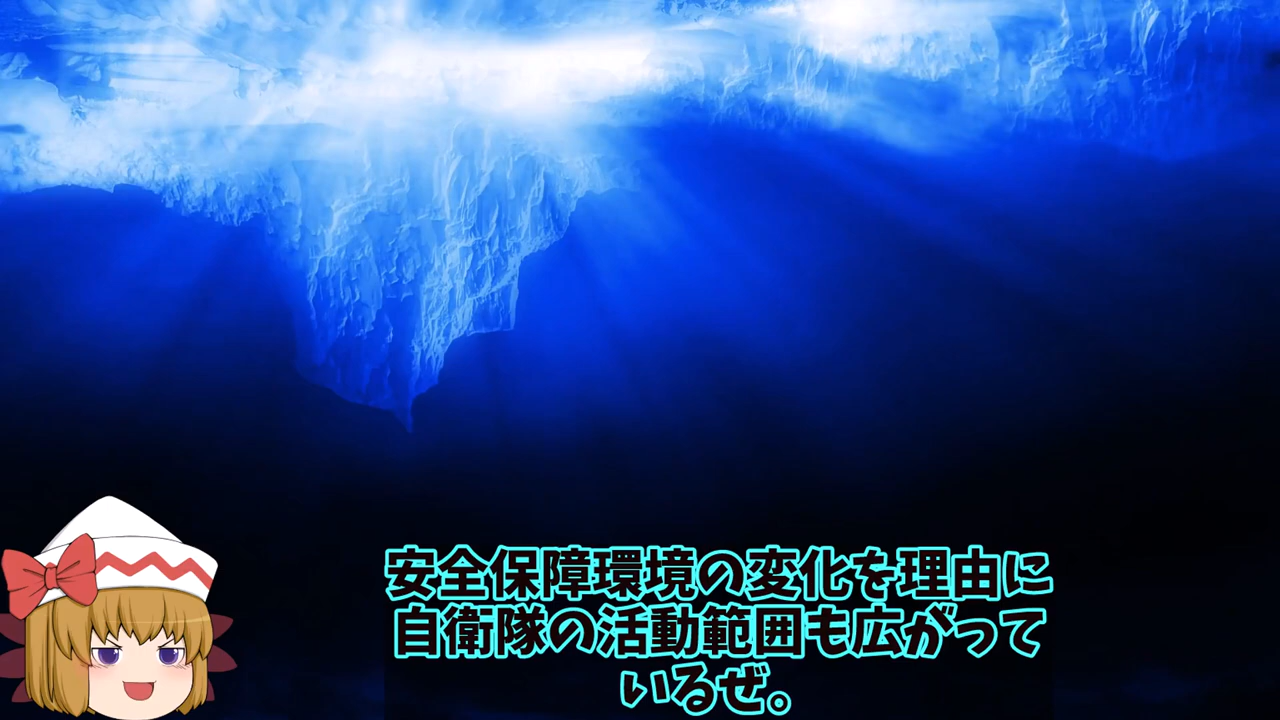 安全保障環境の変化を理由に
自衛隊の活動範囲も広がって
いるぜ。